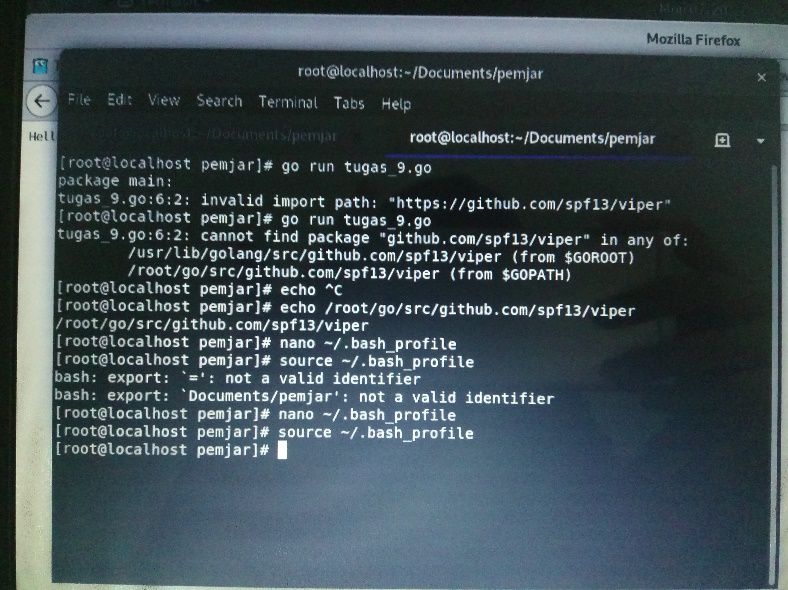 Mozilla Firefox
root@localhost:~/Documents/pemjar
File Edit View Search Terminal Tabs Help
Hell
root@localhost:~/Documents/pemjar
[root@localhost pemjar]# go run tugas_9.go
package main:
tugas_9.go:6:2: invalid import path: "https://github.com/spf13/viper"
[root@localhost pemjar]# go run tugas_9.go
tugas_9.go:6:2: cannot find package "github.com/spf13/viper" in any of:
/usr/lib/golang/src/github.com/spf13/viper (from $GOROOT)
/root/go/src/github.com/spf13/viper (from $GOPATH)
[root@localhost pemjar]# echo ^C
[root@localhost pemjar]# echo /root/go/src/github.com/spf13/viper
/root/go/src/github.com/spf13/viper
[root@localhost pemjar]# nano ~/.bash_profile
[root@localhost pemjar]# source ~/.bash_profile
bash: export: `=': not a valid identifier
bash: export: `Documents/pemjar': not a valid identifier
[root@localhost pemjar]# nano ~/.bash_profile
[root@localhost pemjar]# source ~/.bash_profile
[root@localhost pemjar]#